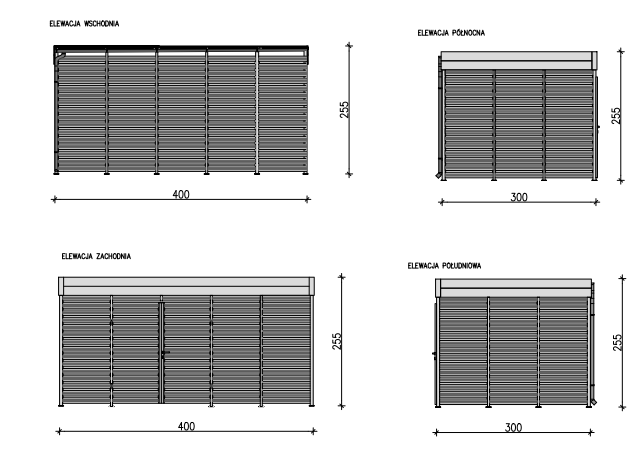 ELEWACJA WSCHODNIA
255
400
ELEWACJA PÓŁNOCNA
255
300
ELEWACJA ZACHODNIA
255
400
ELEWACJA POŁUDNIOWA
255
300